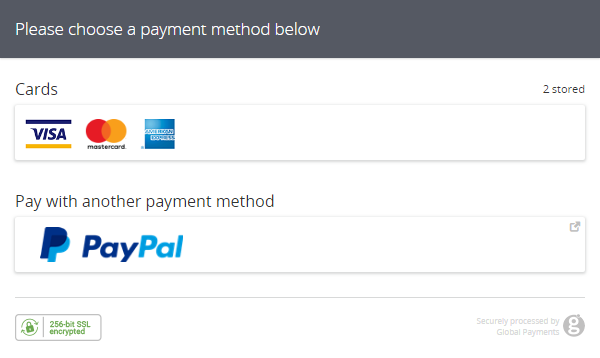 Please choose a payment method below
Cards
2 stored
VISA
mastercard.
AMERICAN
EXPRESS
Pay with another payment method
PayPal
256-bit SSL
encrypted
Securely processed by
Global Payments
g